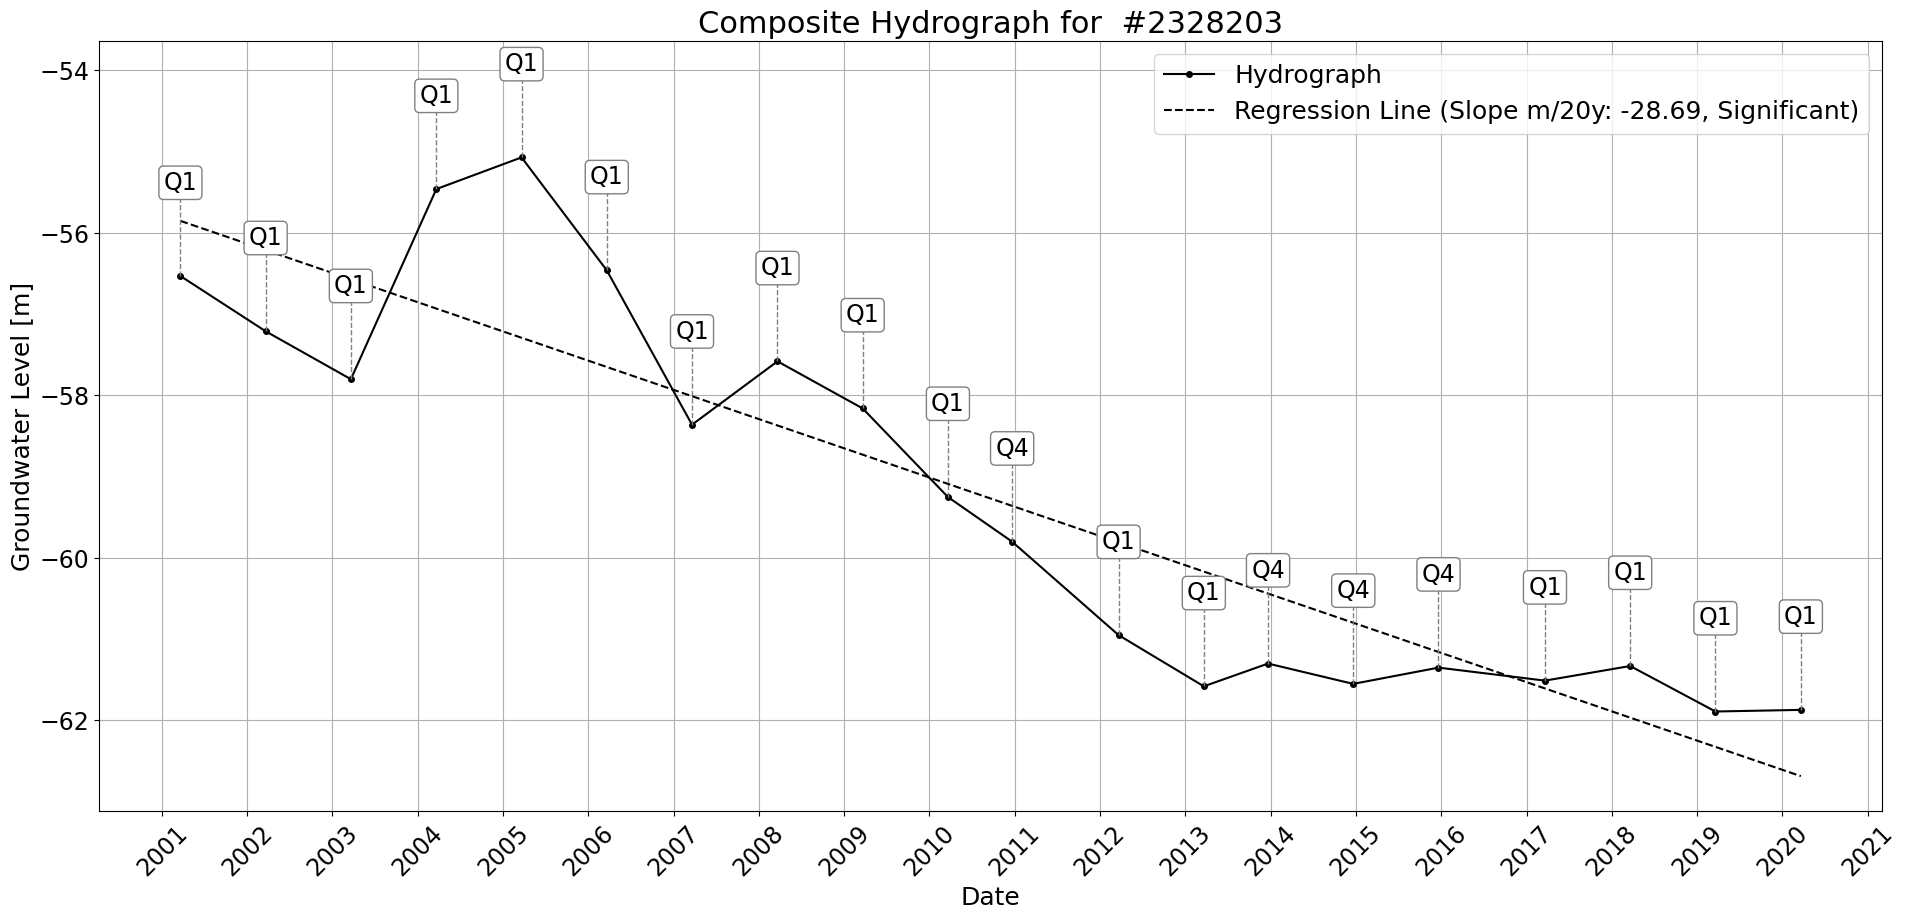 Composite Hydrograph for  #2328203
Hydrograph
Regression Line (Slope m/20y: -28.69, Significant)
Groundwater Level [m]
−54
−56
−58
−60
−62
Q1
Q1
Q1
Q1
Q1
Q1
Q1
Q1
Q1
Q1
Q4
Q1
Q1
Q4
Q4
Q4
Q1
Q1
Q1
Q1
2001
2002
2003
2004
2005
2006
2007
2008
2009
2010
2011
2012
2013
2014
2015
2016
2017
2018
2019
2020
2021
Date